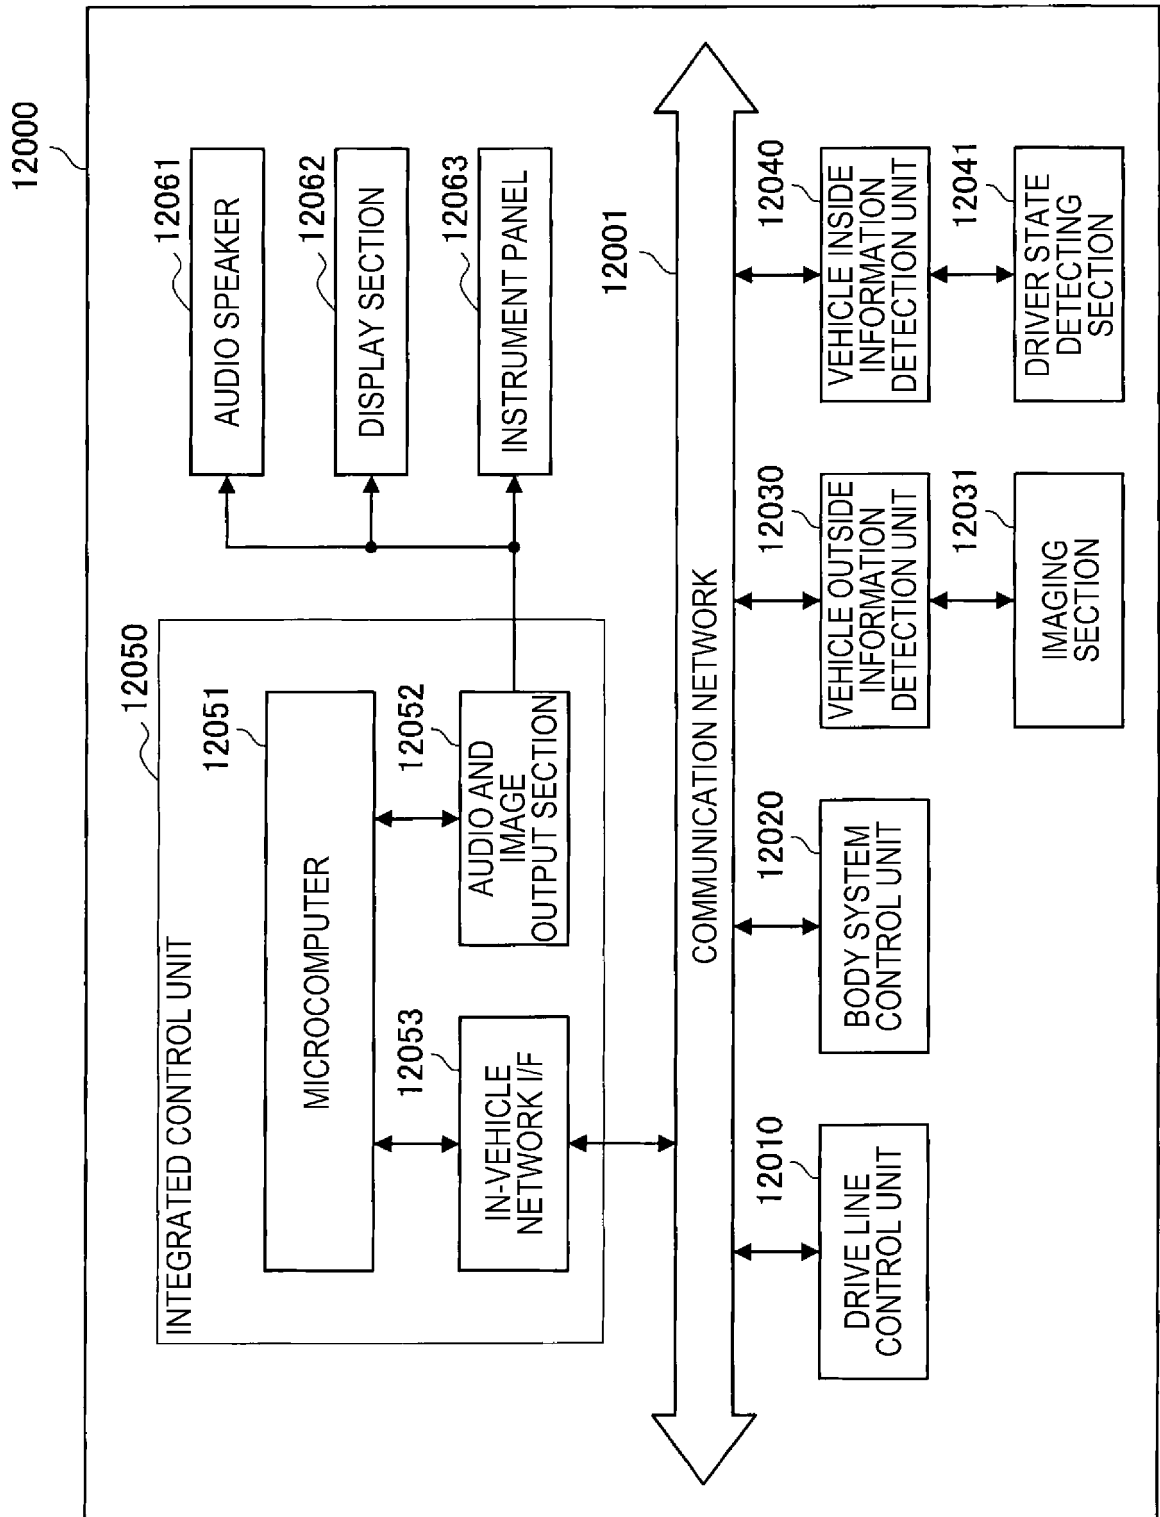 12000
INTEGRATED CONTROL UNIT
12050
12051
MICROCOMPUTER
12061
AUDIO SPEAKER
12062
DISPLAY SECTION
12063
INSTRUMENT PANEL
12053
IN-VEHICLE
NETWORK I/F
12052
AUDIO AND
IMAGE
OUTPUT SECTION
12001
COMMUNICATION NETWORK
12010
DRIVE LINE
CONTROL UNIT
12020
BODY SYSTEM
CONTROL UNIT
12030
VEHICLE OUTSIDE
INFORMATION
DETECTION UNIT
12040
VEHICLE INSIDE
INFORMATION
DETECTION UNIT
12031
IMAGING
SECTION
12041
DRIVER STATE
DETECTING
SECTION